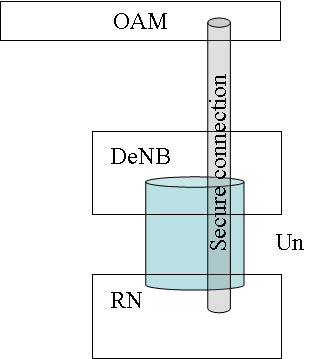 OAM
DeNB
Secure connection
Un
RN